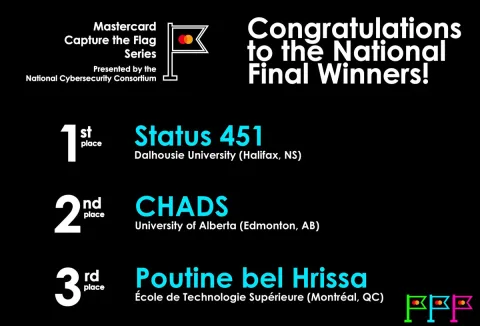 Mastercard
Capture the Flag
Series
Presented by the
National Cybersecurity Consortium
Congratulations
to the National
Final Winners!
1st place
Status 451
Dalhousie University (Halifax, NS)
2nd place
CHADS
University of Alberta (Edmonton, AB)
3rd place
Poutine bel Hrissa
École de Technologie Supérieure (Montréal, QC)